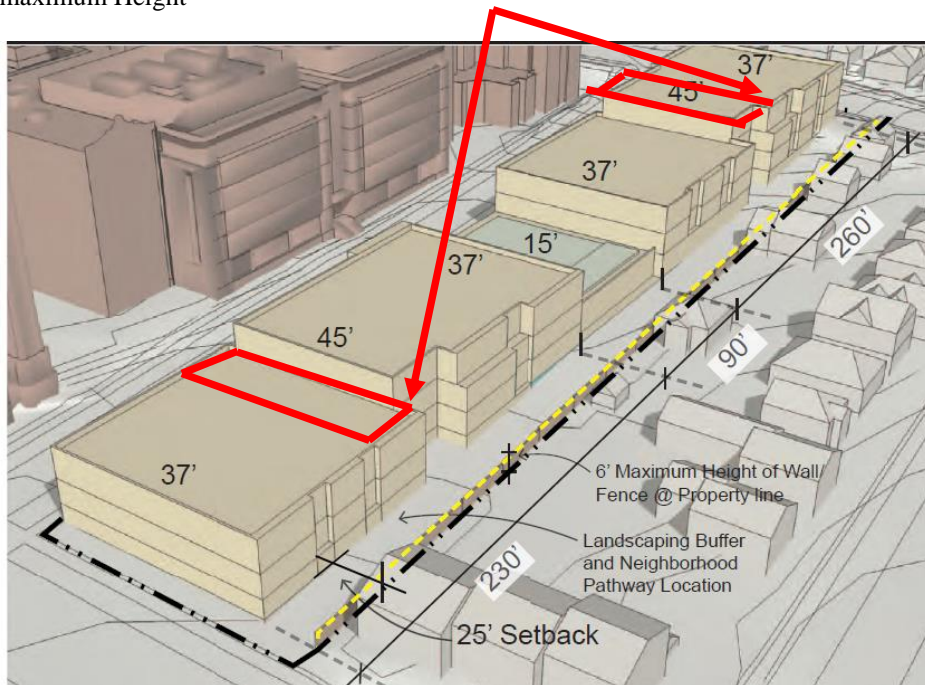 maximum Height
37'
45'
37'
15'
37'
45'
37'
260'
90'
230'
6' Maximum Height of Wall/
Fence @ Property line
Landscaping Buffer
and Neighborhood
Pathway Location
25' Setback